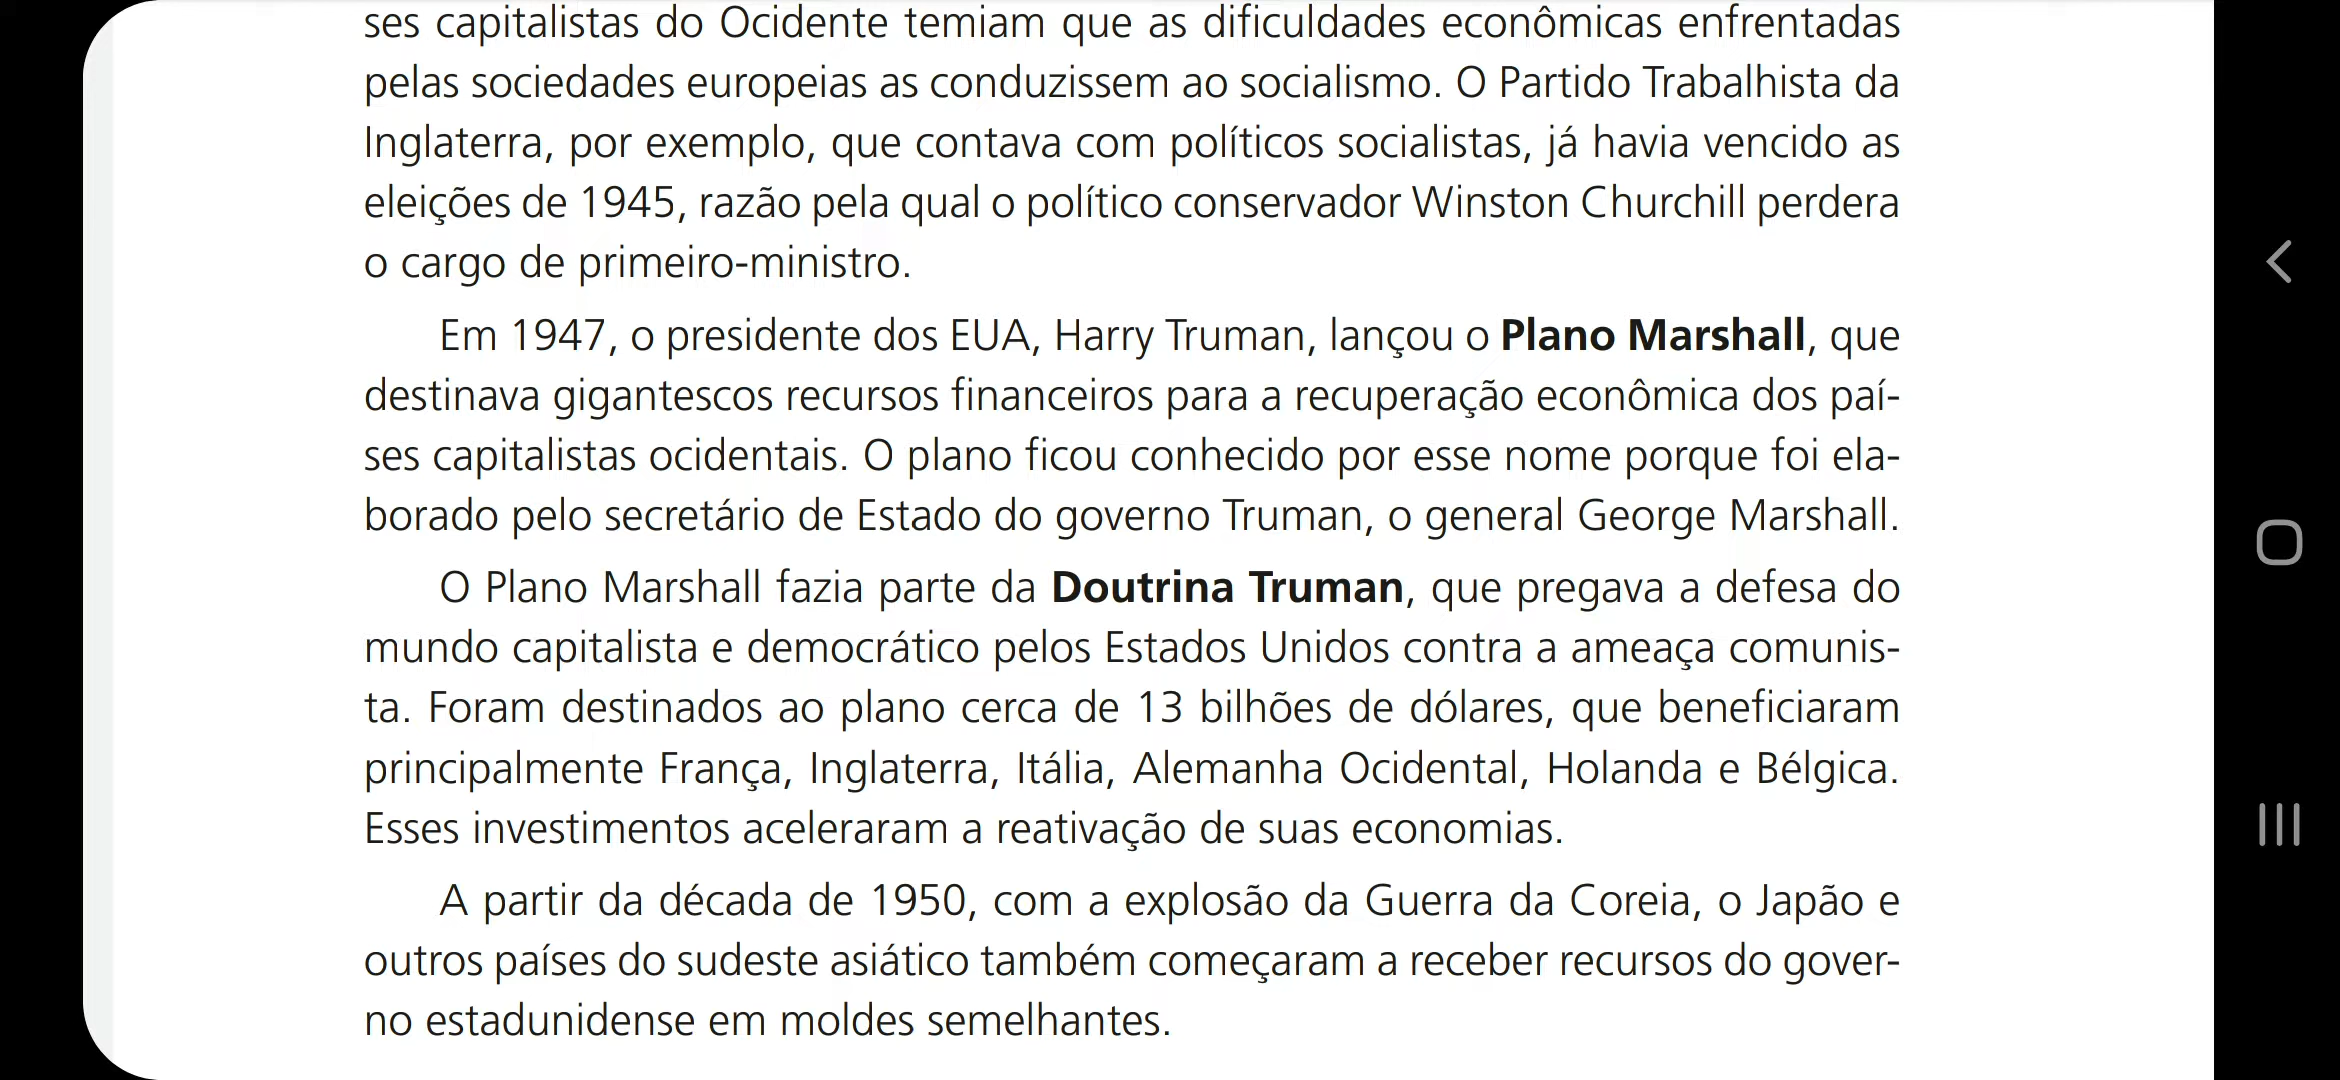 ses capitalistas do Ocidente temiam que as dificuldades econômicas enfrentadas
pelas sociedades europeias as conduzissem ao socialismo. O Partido Trabalhista da
Inglaterra, por exemplo, que contava com políticos socialistas, já havia vencido as
eleições de 1945, razão pela qual o político conservador Winston Churchill perdera
o cargo de primeiro-ministro.
Em 1947, o presidente dos EUA, Harry Truman, lançou o Plano Marshall, que
destinava gigantescos recursos financeiros para a recuperação econômica dos paí-
ses capitalistas ocidentais. O plano ficou conhecido por esse nome porque foi ela-
borado pelo secretário de Estado do governo Truman, o general George Marshall.
O Plano Marshall fazia parte da Doutrina Truman, que pregava a defesa do
mundo capitalista e democrático pelos Estados Unidos contra a ameaça comunis-
ta. Foram destinados ao plano cerca de 13 bilhões de dólares, que beneficiaram
principalmente França, Inglaterra, Itália, Alemanha Ocidental, Holanda e Bélgica.
Esses investimentos aceleraram a reativação de suas economias.
A partir da década de 1950, com a explosão da Guerra da Coreia, o Japão e
outros países do sudeste asiático também começaram a receber recursos do gover-
no estadunidense em moldes semelhantes.